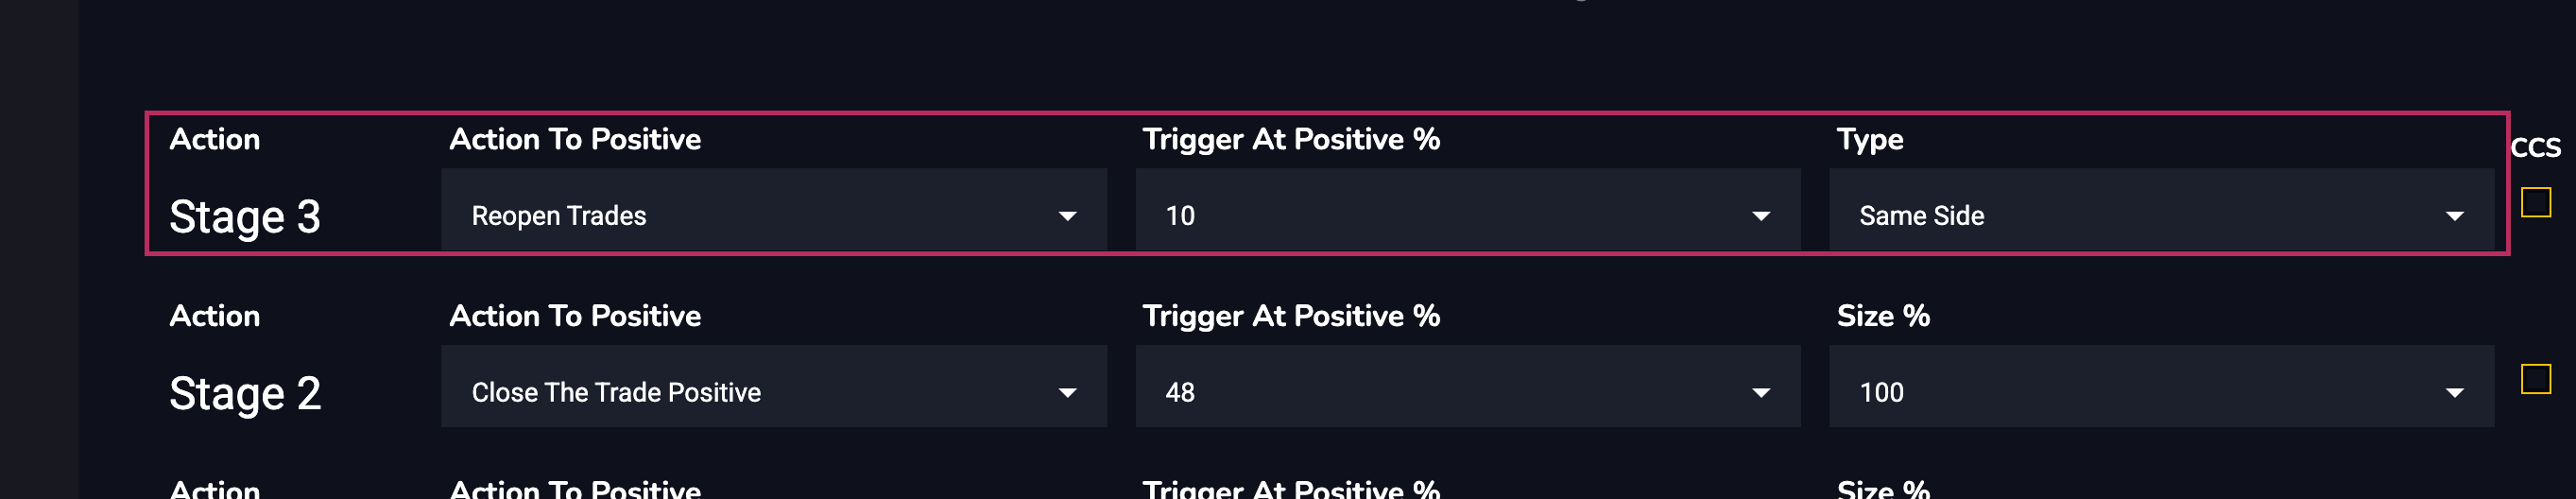 Action Action To Positive Trigger At Positive % Type CCS
Stage 3 Reopen Trades 10 Same Side
Action Action To Positive Trigger At Positive % Size %
Stage 2 Close The Trade Positive 48 100
Action Action To Positive Trigger At Positive % Size %